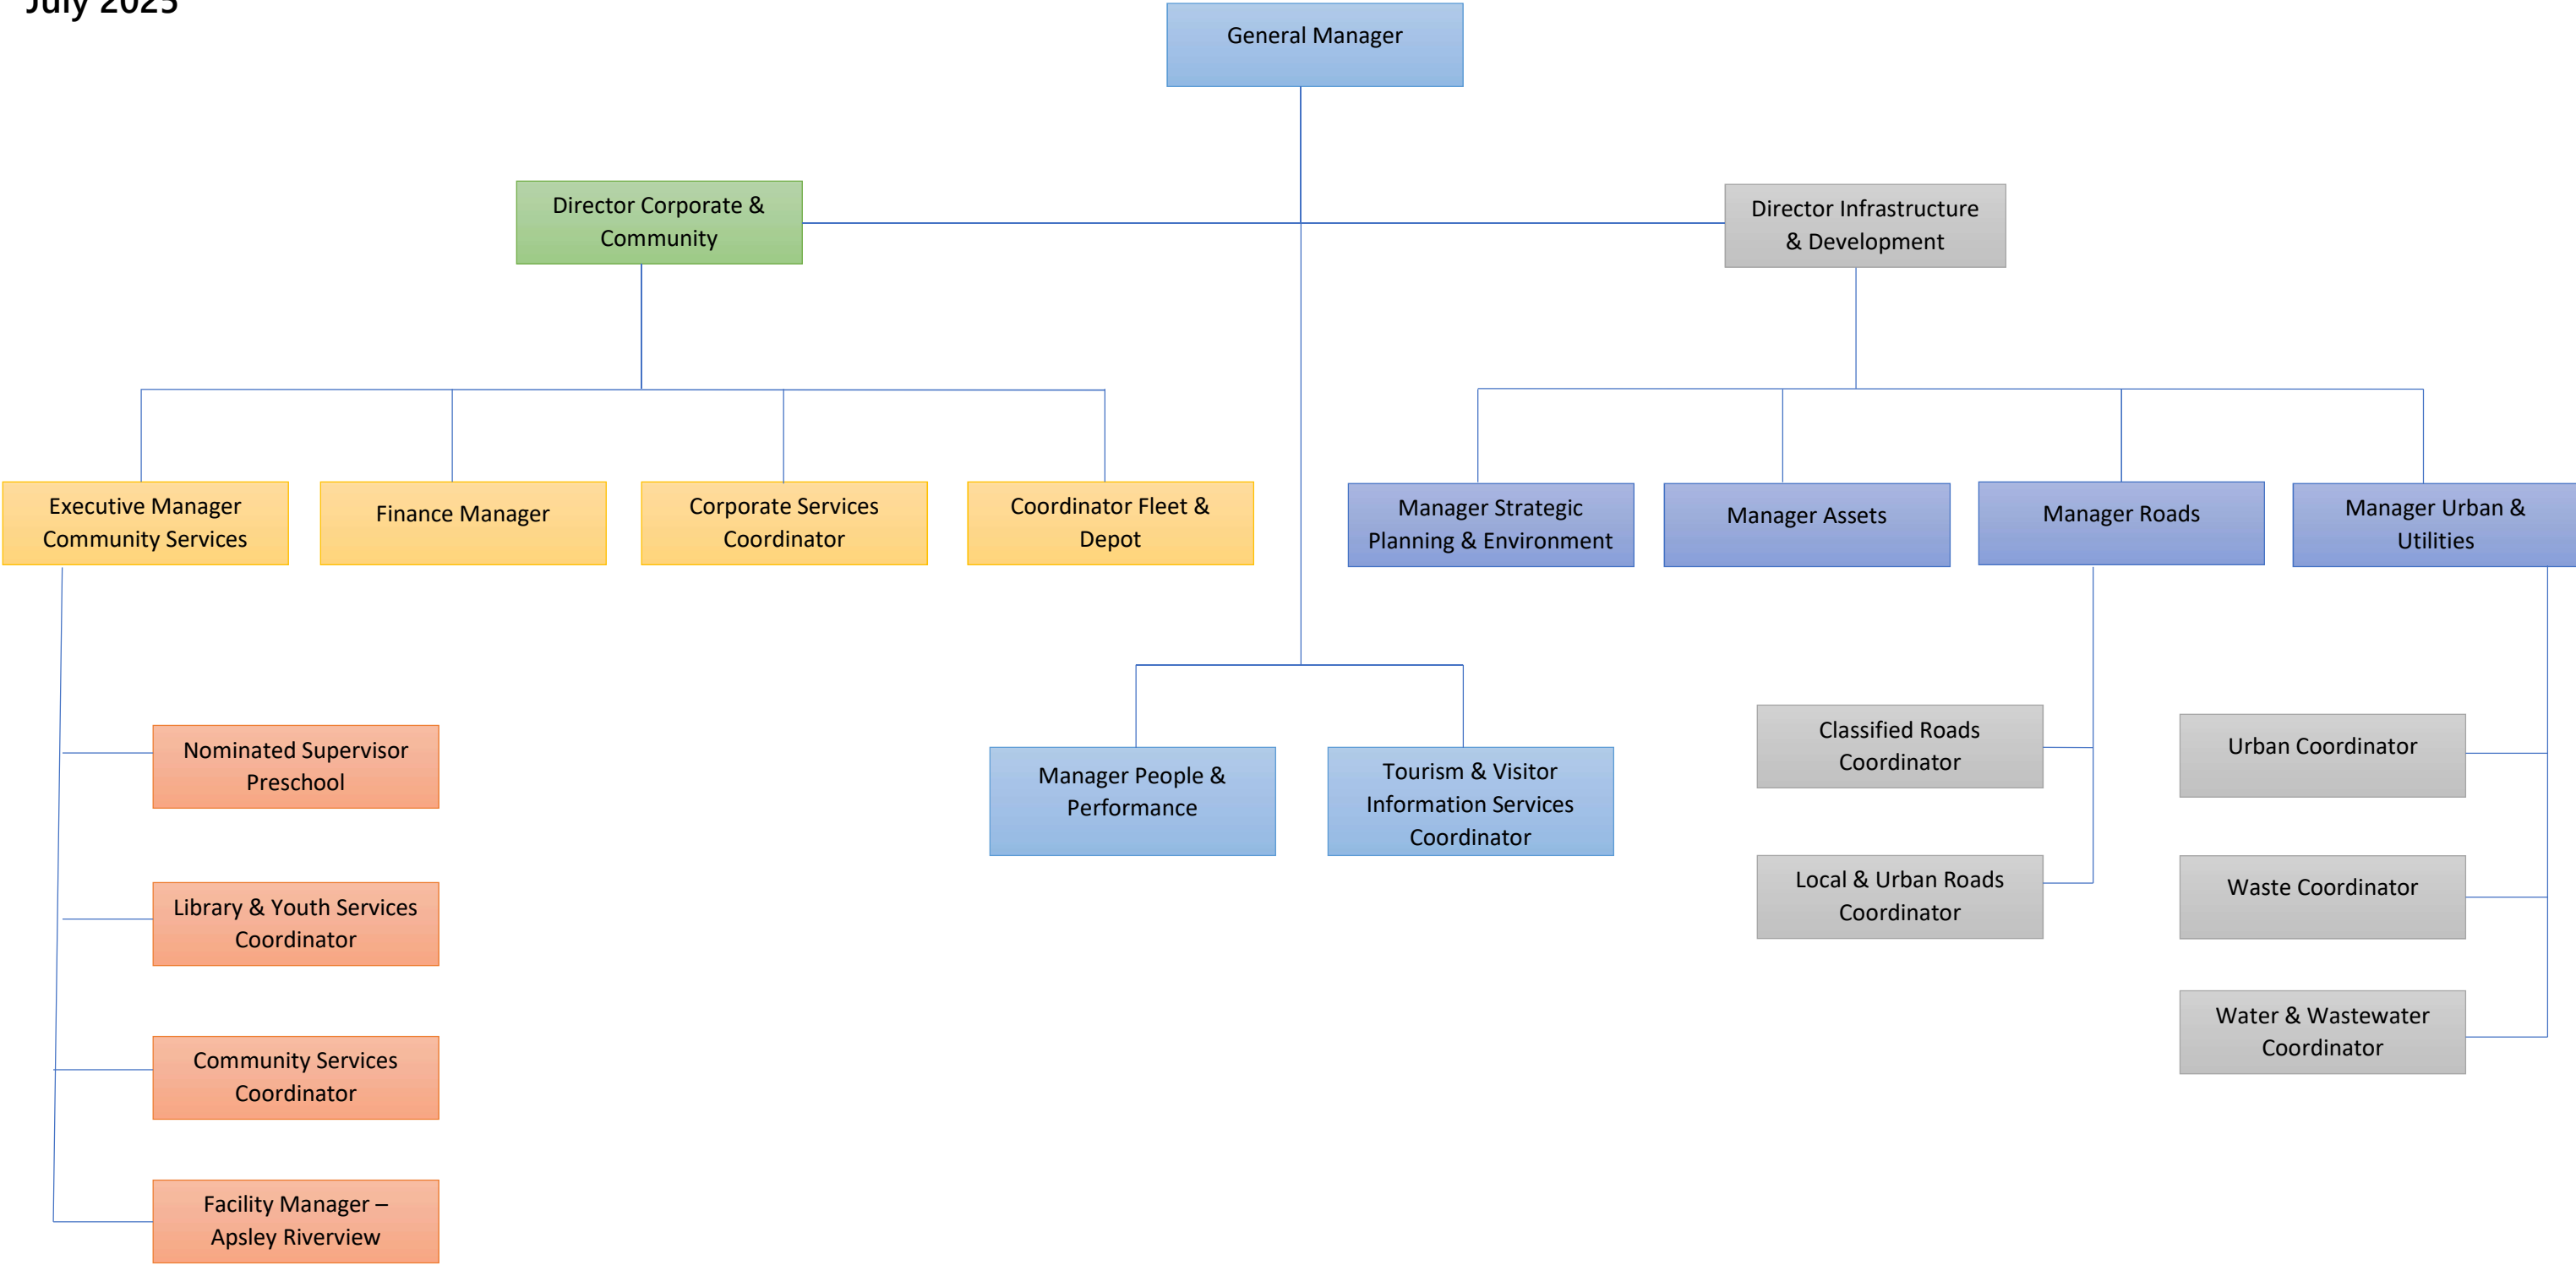 July 2025
General Manager
Director Corporate &
Community
Director Infrastructure
& Development
Executive Manager
Community Services
Finance Manager
Corporate Services
Coordinator
Coordinator Fleet &
Depot
Manager Strategic
Planning & Environment
Manager Assets
Manager Roads
Manager Urban &
Utilities
Nominated Supervisor
Preschool
Library & Youth Services
Coordinator
Community Services
Coordinator
Facility Manager –
Apsley Riverview
Manager People &
Performance
Tourism & Visitor
Information Services
Coordinator
Classified Roads
Coordinator
Local & Urban Roads
Coordinator
Urban Coordinator
Waste Coordinator
Water & Wastewater
Coordinator